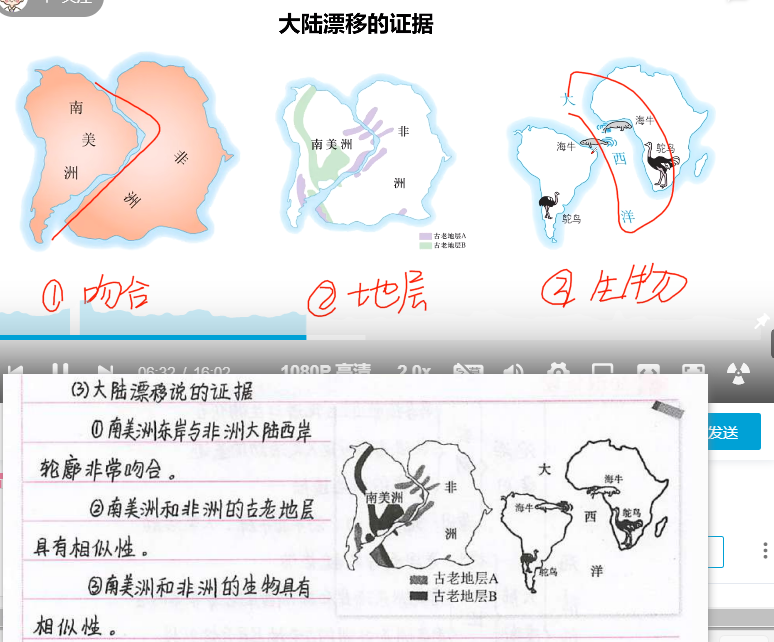 大陆漂移的证据
南
美
洲
非
洲
南美洲
非
洲
古老地层A
古老地层B
大
西
洋
海牛
海牛
鸵鸟
鸵鸟
①吻合
②地层
③生物
06:32 / 16:02
1080P 高清
2.0x
发送
(3)大陆漂移说的证据
①南美洲东岸与非洲大陆西岸
轮廓非常吻合。
②南美洲和非洲的古老地层
具有相似性。
③南美洲和非洲的生物具有
相似性。
南美洲
非
洲
古老地层A
古老地层B
大
西
洋
海牛
海牛
鸵鸟
鸵鸟